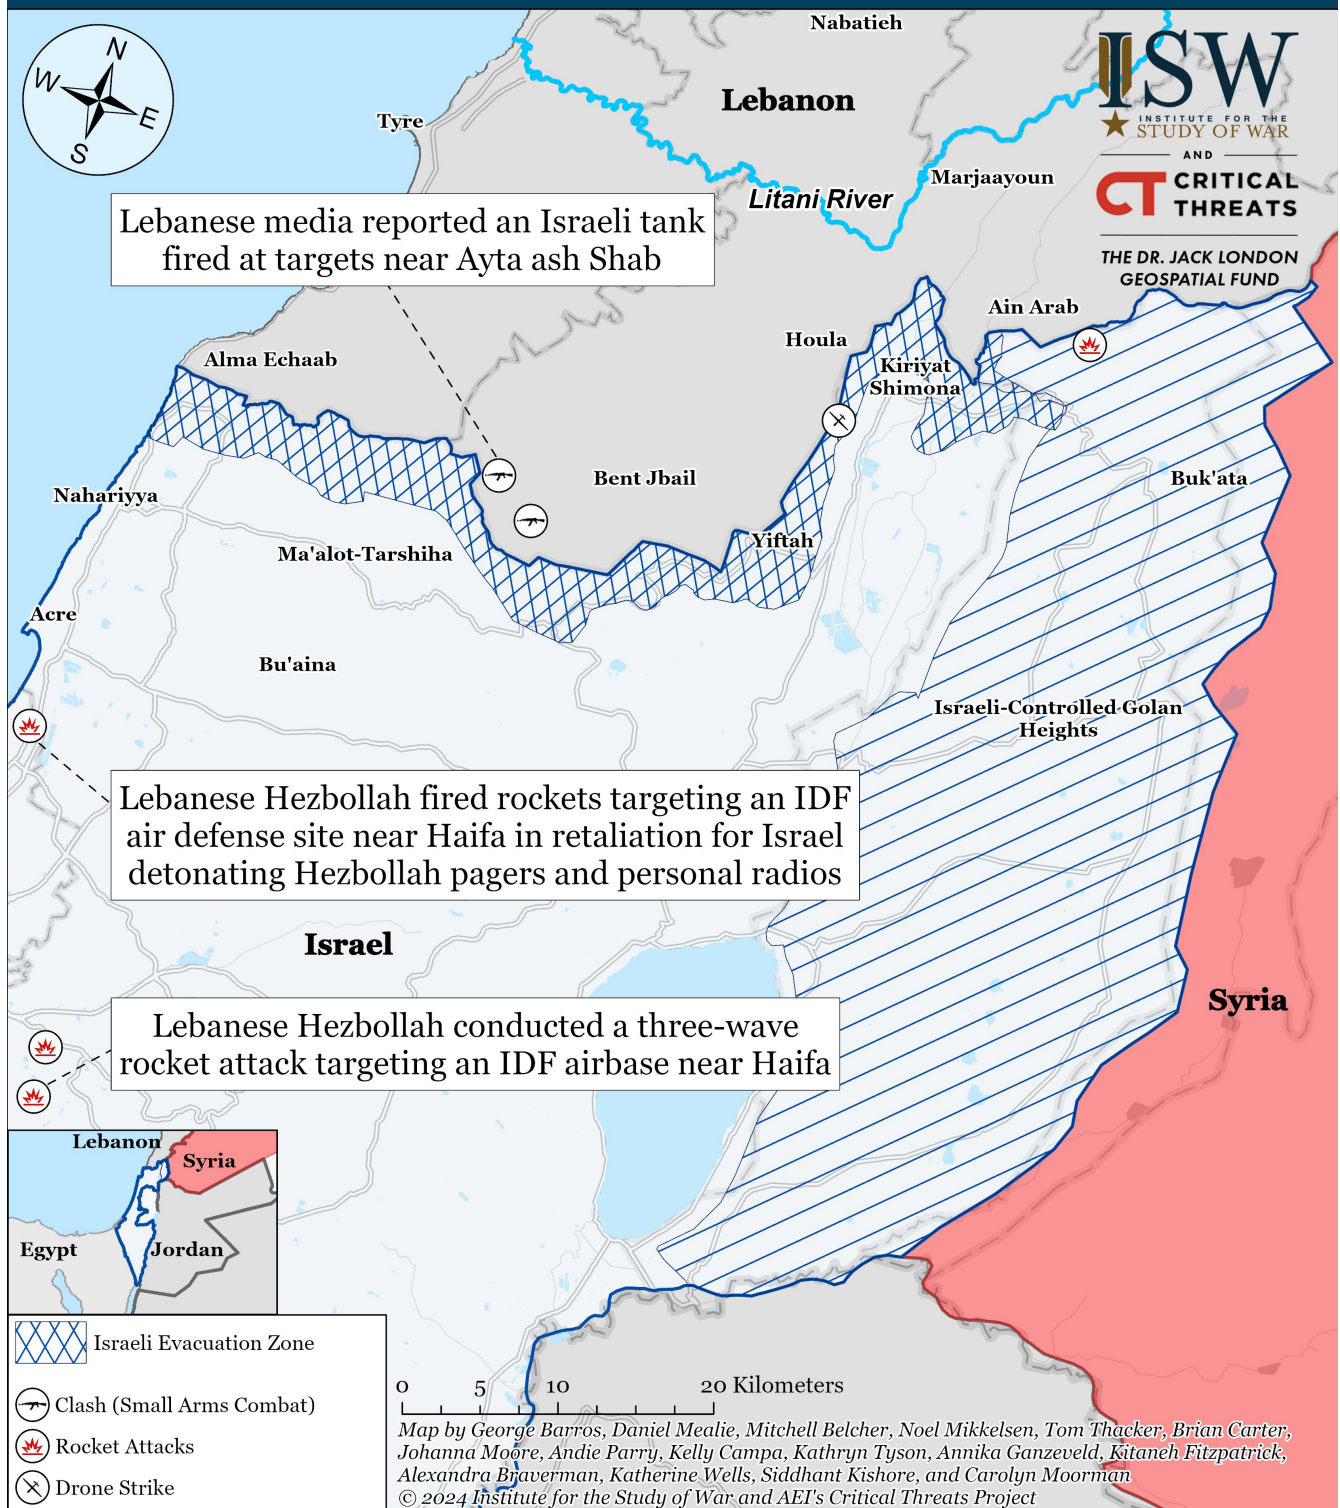 N
W
E
S
Nabatieh
Lebanon
Tyre
Litani River
Marjaayoun
ISW
INSTITUTE FOR THE
STUDY OF WAR
AND
CT CRITICAL
THREATS
THE DR. JACK LONDON
GEOSPATIAL FUND
Lebanese media reported an Israeli tank
fired at targets near Ayta ash Shab
Ain Arab
Houla
Alma Echaab
Kiriyat
Shimona
Bent Jbail
Buk'ata
Nahariyya
Yiftah
Ma'alot-Tarshiha
Acre
Bu'aina
Israeli-Controlled Golan
Heights
Lebanese Hezbollah fired rockets targeting an IDF
air defense site near Haifa in retaliation for Israel
detonating Hezbollah pagers and personal radios
Israel
Syria
Lebanese Hezbollah conducted a three-wave
rocket attack targeting an IDF airbase near Haifa
Lebanon
Syria
Egypt
Jordan
Israeli Evacuation Zone
Clash (Small Arms Combat)
Rocket Attacks
Drone Strike
0 5 10 20 Kilometers
Map by George Barros, Daniel Mealie, Mitchell Belcher, Noel Mikkelsen, Tom Thacker, Brian Carter,
Johanna Moore, Andie Parry, Kelly Campa, Kathryn Tyson, Annika Ganzeveld, Kitaneh Fitzpatrick,
Alexandra Braverman, Katherine Wells, Siddhant Kishore, and Carolyn Moorman
© 2024 Institute for the Study of War and AEI's Critical Threats Project